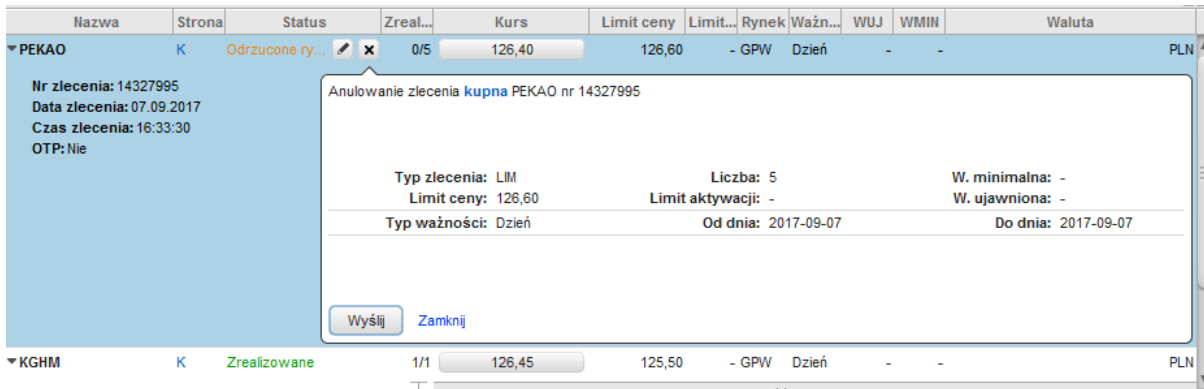 Nazwa Strona Status Zreal... Kurs Limit ceny Limit... Rynek Ważn... WUJ WMIN Waluta
PEKAO K Odrzucone ry... 0/5 126,40 126,60 - GPW Dzień - - PLN
Nr zlecenia: 14327995
Data zlecenia: 07.09.2017
Czas zlecenia: 16:33:30
OTP: Nie
Anulowanie zlecenia kupna PEKAO nr 14327995
Typ zlecenia: LIM Liczba: 5 W. minimalna: -
Limit ceny: 126,60 Limit aktywacji: - W. ujawniona: -
Typ ważności: Dzień Od dnia: 2017-09-07 Do dnia: 2017-09-07
Wyślij Zamknij
KGHM K Zrealizowane 1/1 126,45 125,50 - GPW Dzień - - PLN